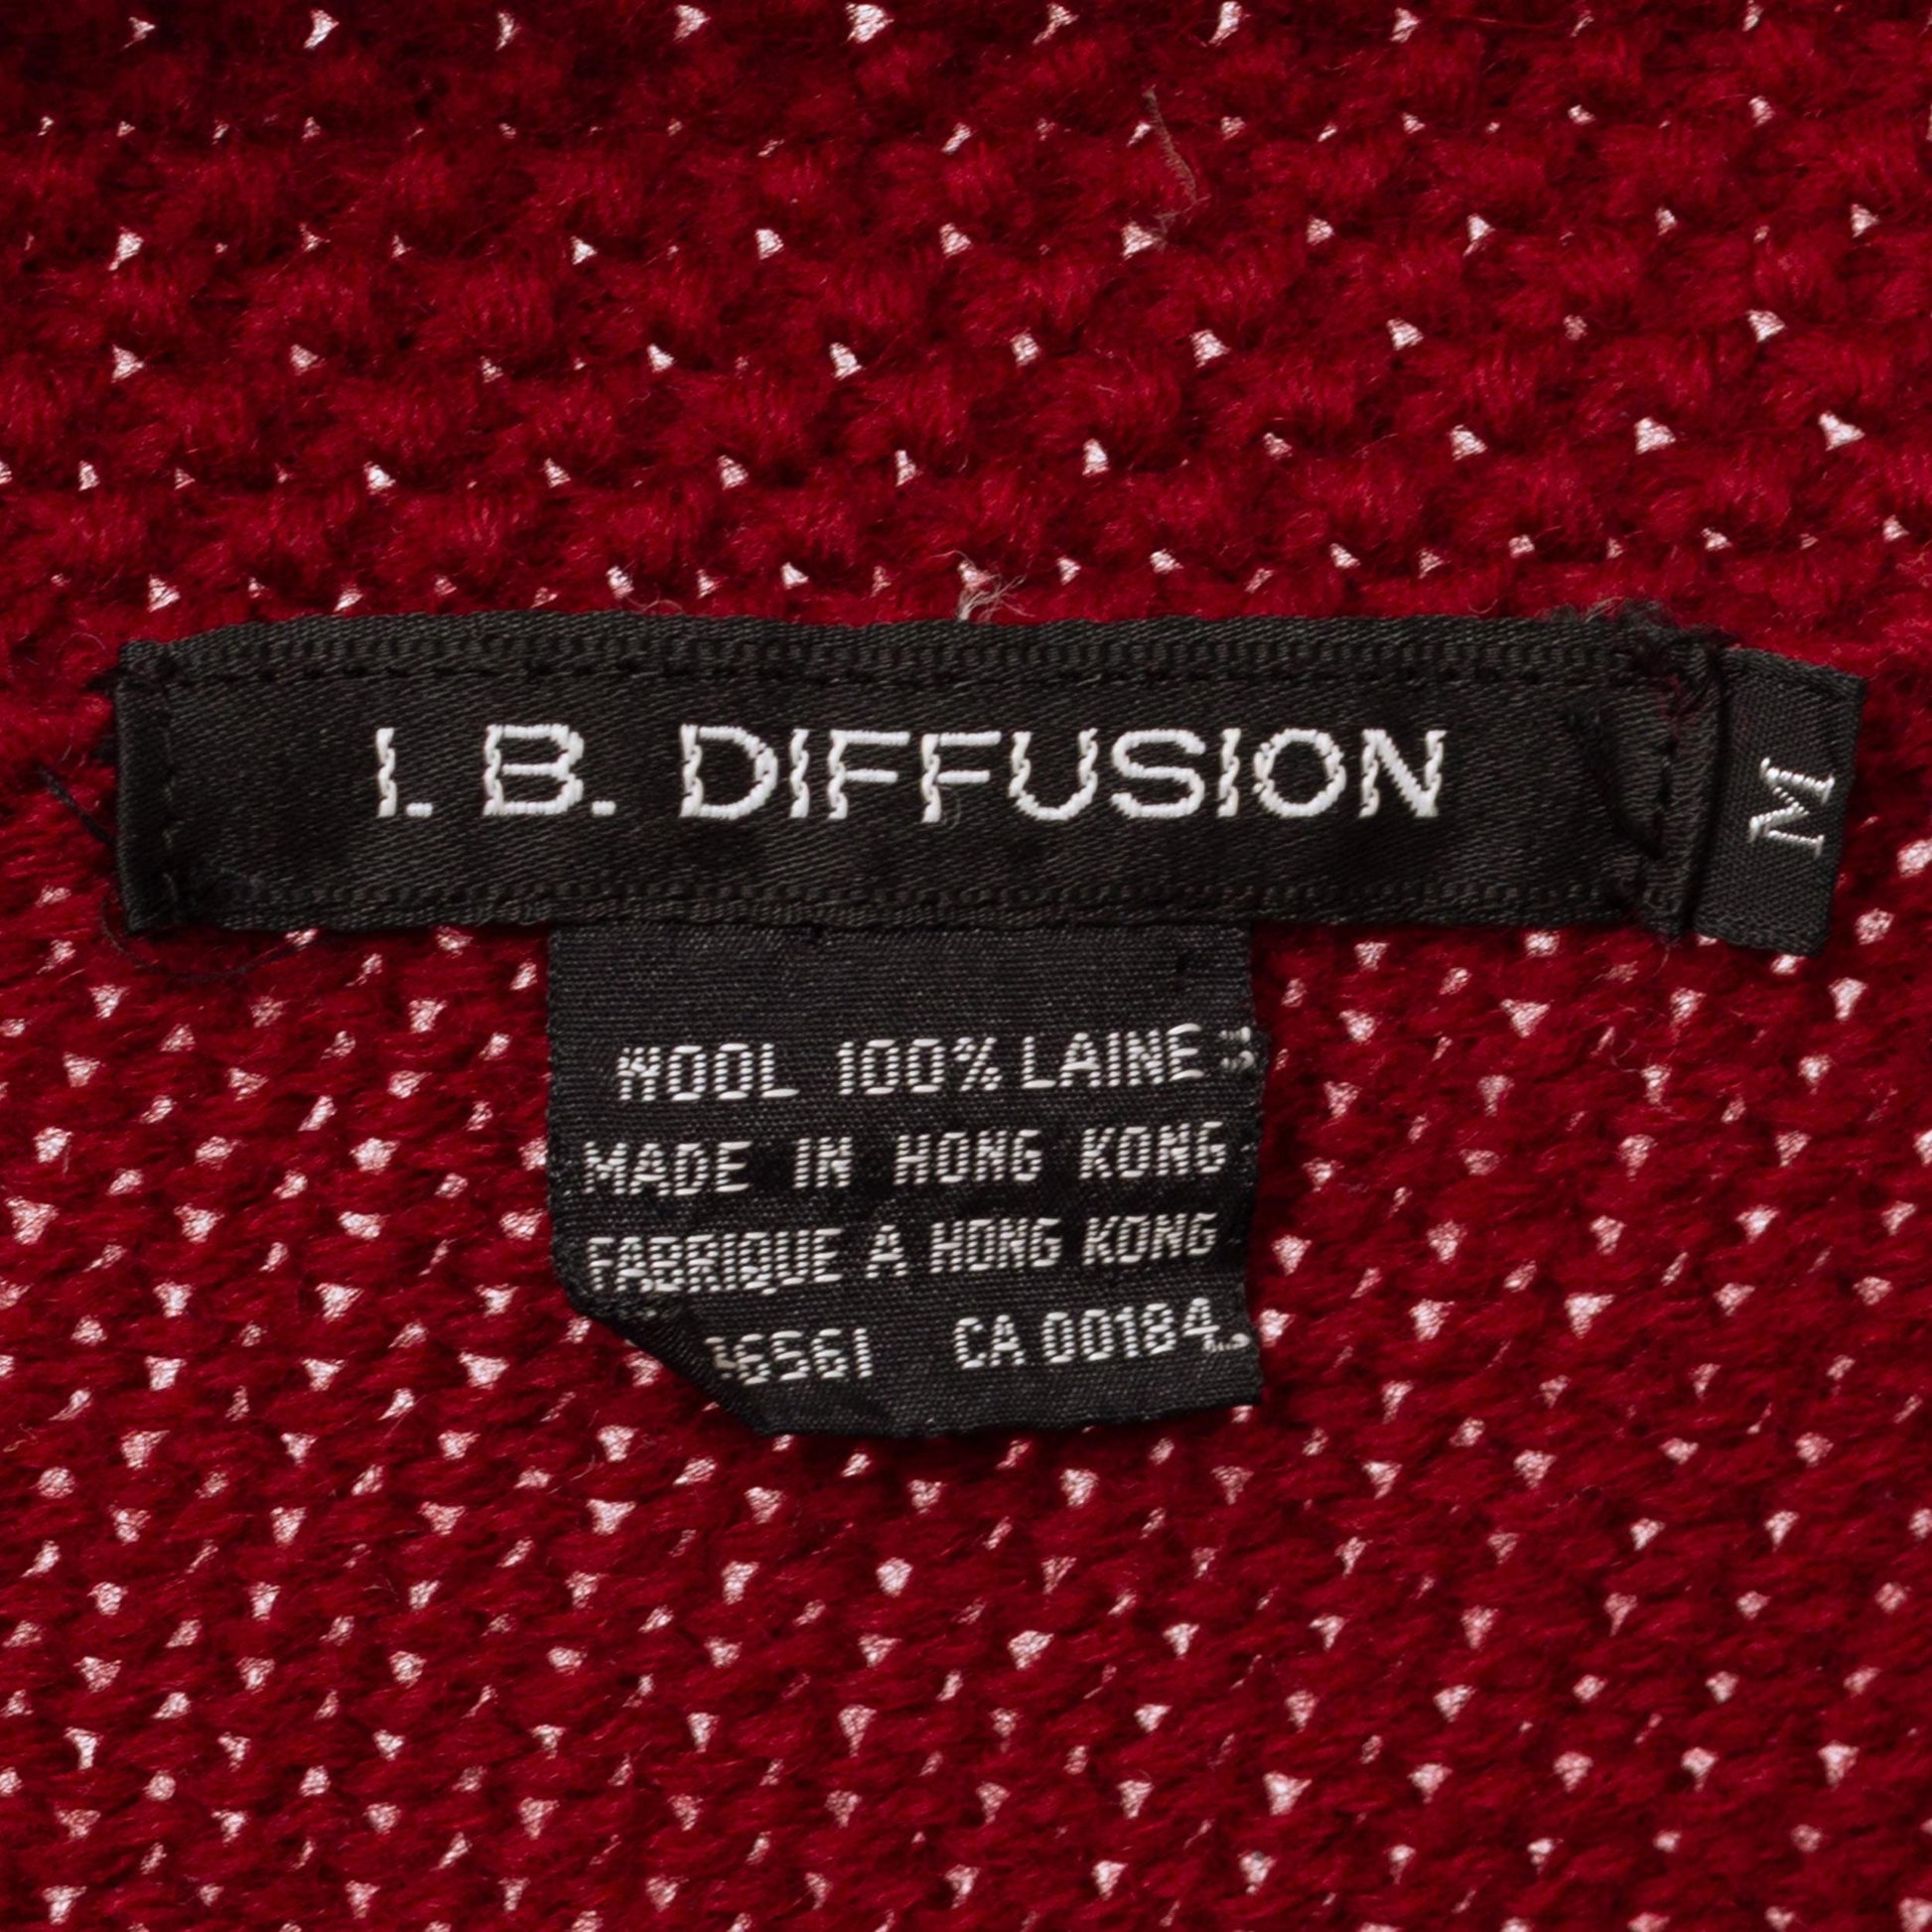 I. B. DIFFUSION
M
WOOL 100% LAINE
MADE IN HONG KONG
FABRIQUE A HONG KONG
CA 00184